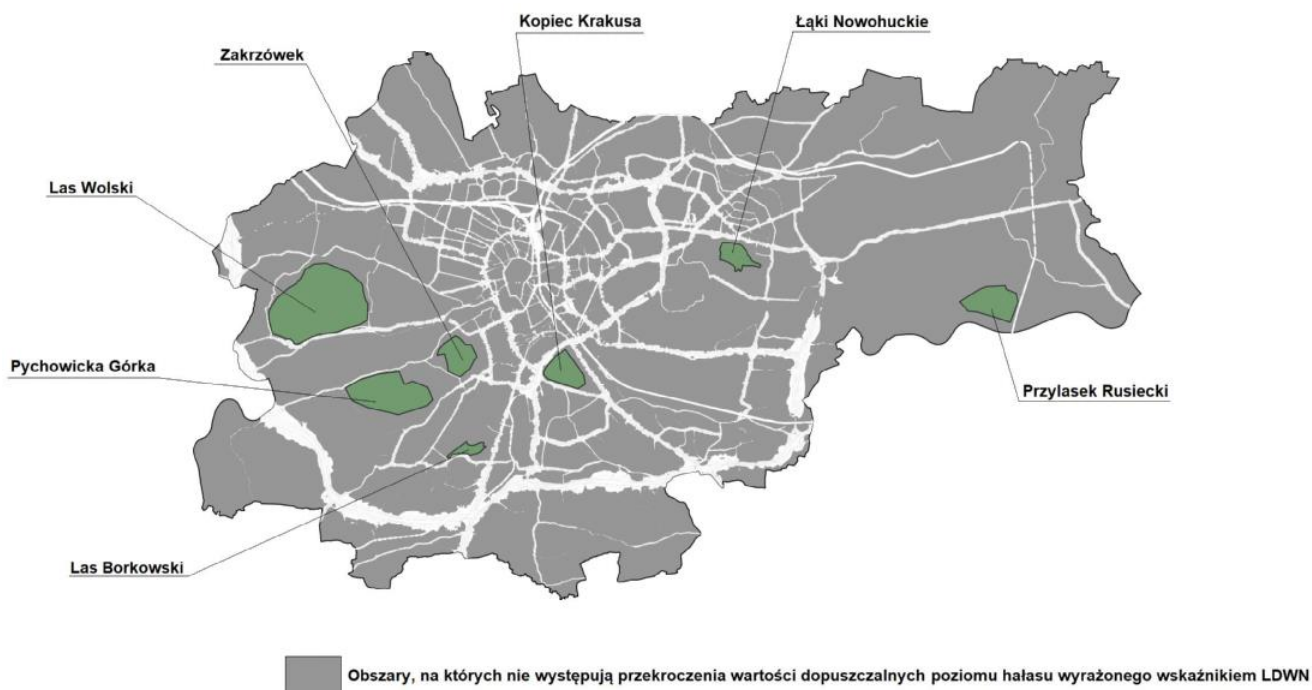 Kopiec Krakusa
Łąki Nowohuckie
Zakrzówek
Las Wolski
Pychowicka Górka
Przylasek Rusiecki
Las Borkowski
Obszary, na których nie występują przekroczenia wartości dopuszczalnych poziomu hałasu wyrażonego wskaźnikiem LDWN